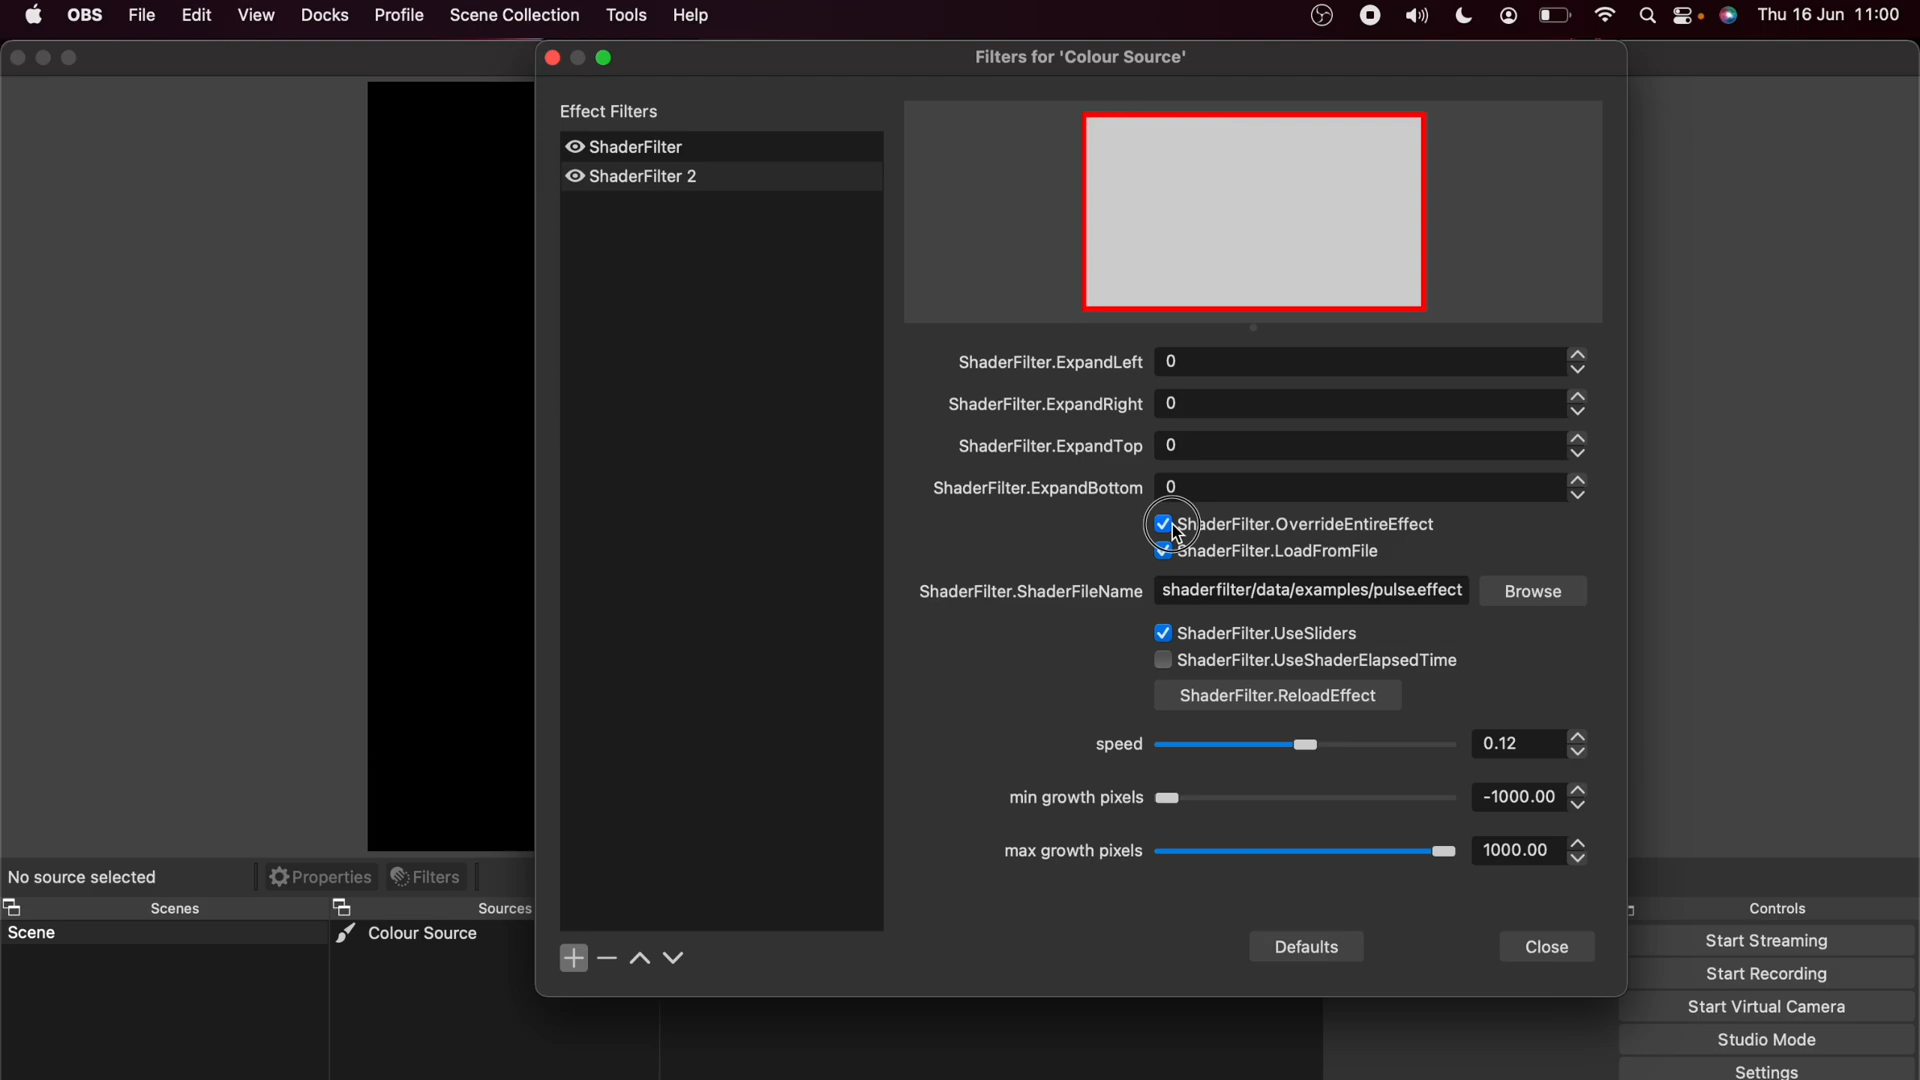 OBS File Edit View Docks Profile Scene Collection Tools Help Thu 16 Jun 11:00
Filters for 'Colour Source'
Effect Filters
ShaderFilter
ShaderFilter 2
ShaderFilter.ExpandLeft 0
ShaderFilter.ExpandRight 0
ShaderFilter.ExpandTop 0
ShaderFilter.ExpandBottom 0
ShaderFilter.OverrideEntireEffect
ShaderFilter.LoadFromFile
ShaderFilter.ShaderFileName shaderfilter/data/examples/pulse.effect Browse
ShaderFilter.UseSliders
ShaderFilter.UseShaderElapsedTime
ShaderFilter.ReloadEffect
speed 0.12
min growth pixels -1000.00
max growth pixels 1000.00
Defaults Close
No source selected Properties Filters
Scenes Sources Controls
Scene Colour Source
Start Streaming
Start Recording
Start Virtual Camera
Studio Mode
Settings